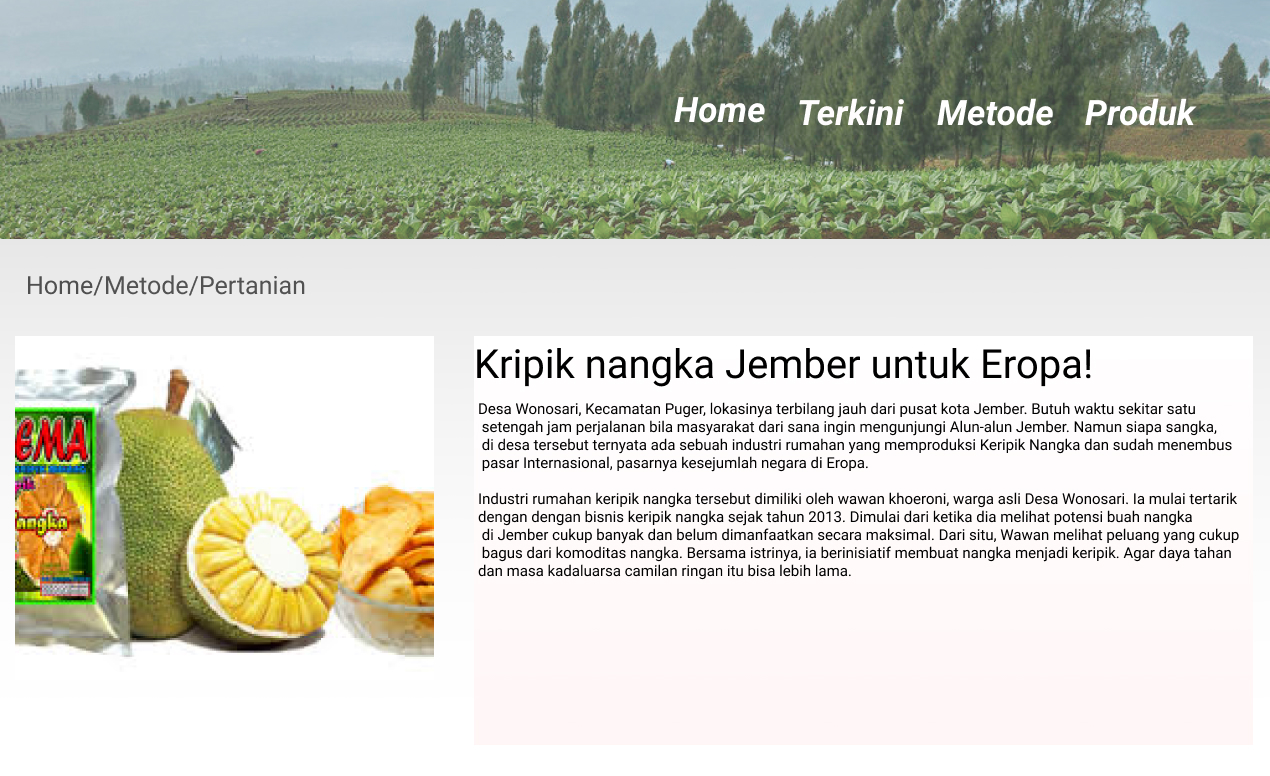 Home Terkini Metode Produk
Home/Metode/Pertanian
EMA
angka
Kripik nangka Jember untuk Eropa!
Desa Wonosari, Kecamatan Puger, lokasinya terbilang jauh dari pusat kota Jember. Butuh waktu sekitar satu
setengah jam perjalanan bila masyarakat dari sana ingin mengunjungi Alun-alun Jember. Namun siapa sangka,
di desa tersebut ternyata ada sebuah industri rumahan yang memproduksi Keripik Nangka dan sudah menembus
pasar Internasional, pasarnya kesejumlah negara di Eropa.
Industri rumahan keripik nangka tersebut dimiliki oleh wawan khoeroni, warga asli Desa Wonosari. Ia mulai tertarik
dengan dengan bisnis keripik nangka sejak tahun 2013. Dimulai dari ketika dia melihat potensi buah nangka
di Jember cukup banyak dan belum dimanfaatkan secara maksimal. Dari situ, Wawan melihat peluang yang cukup
bagus dari komoditas nangka. Bersama istrinya, ia berinisiatif membuat nangka menjadi keripik. Agar daya tahan
dan masa kadaluarsa camilan ringan itu bisa lebih lama.